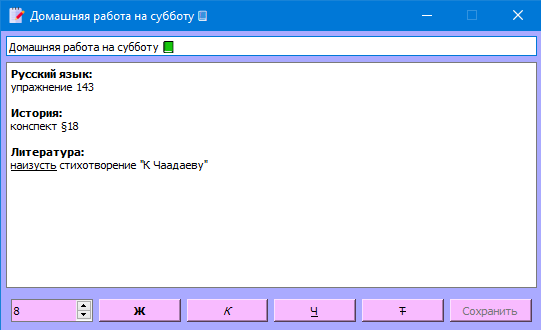 Домашняя работа на субботу
Домашняя работа на субботу
Русский язык:
упражнение 143
История:
конспект §18
Литература:
наизусть стихотворение "К Чаадаеву"
8 Ж К Ч Т Сохранить